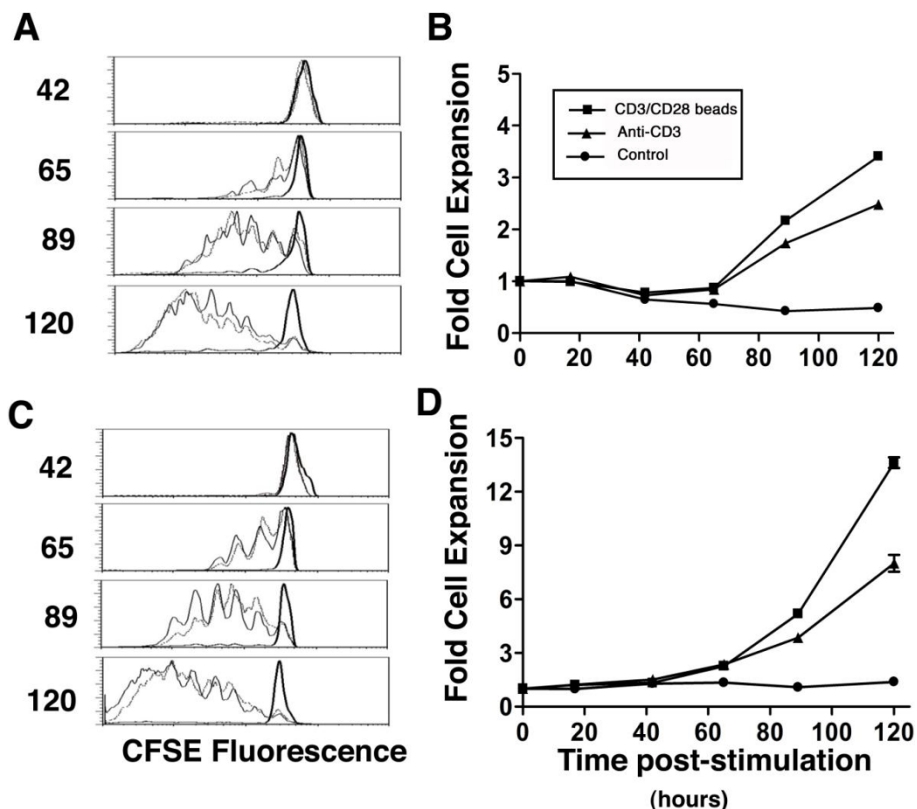 A
42
65
89
120
B
Fold Cell Expansion
5
4
3
2
1
0
CD3/CD28 beads
Anti-CD3
Control
0 20 40 60 80 100 120
C
42
65
89
120
CFSE Fluorescence
D
Fold Cell Expansion
15
12
9
6
3
0
0 20 40 60 80 100 120
Time post-stimulation
(hours)